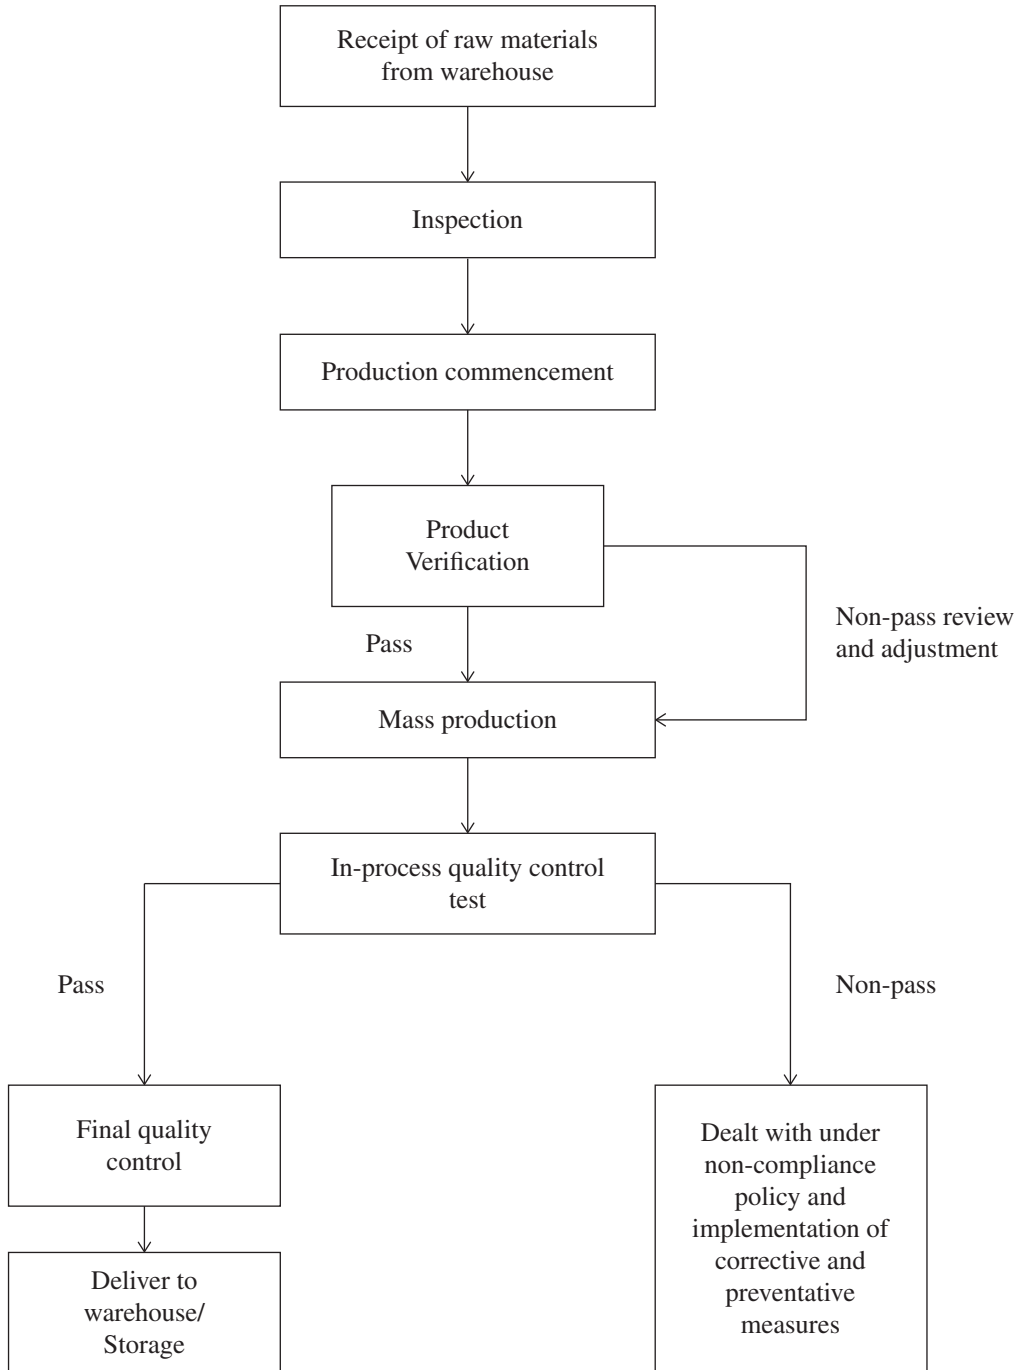 Receipt of raw materials
from warehouse
Inspection
Production commencement
Product
Verification
Non-pass review
and adjustment
Pass
Mass production
In-process quality control
test
Pass
Non-pass
Final quality
control
Dealt with under
non-compliance
policy and
implementation of
corrective and
preventative
measures
Deliver to
warehouse/
Storage